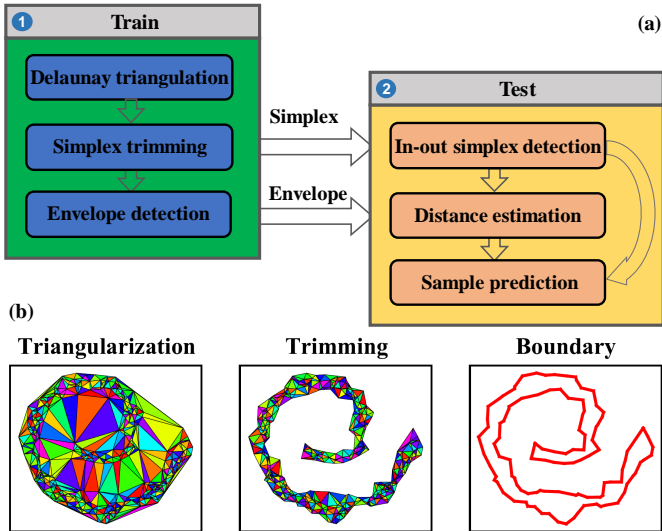 1
Train
(a)
Delaunay triangulation
Simplex trimming
Envelope detection
Simplex
Envelope
2
Test
In-out simplex detection
Distance estimation
Sample prediction
(b)
Triangularization
Trimming
Boundary